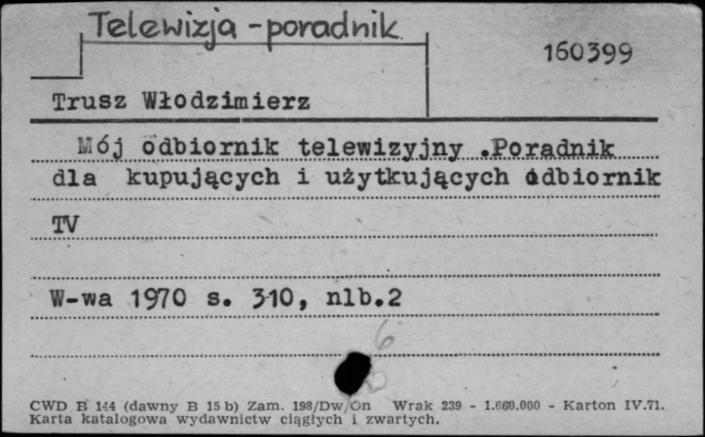 Telewizja - poradnik
160399
Trusz Włodzimierz
Mój odbiornik telewizyjny .Poradnik
dla kupujących i użytkujących odbiornik
TV
W-wa 1970 s. 310, nlb.2
6
CWD B 144 (dawny B 15 b) Zam. 198/Dw/On Wrak 239 - 1.660.000 - Karton IV.71.
Karta katalogowa wydawnictw ciągłych i zwartych.